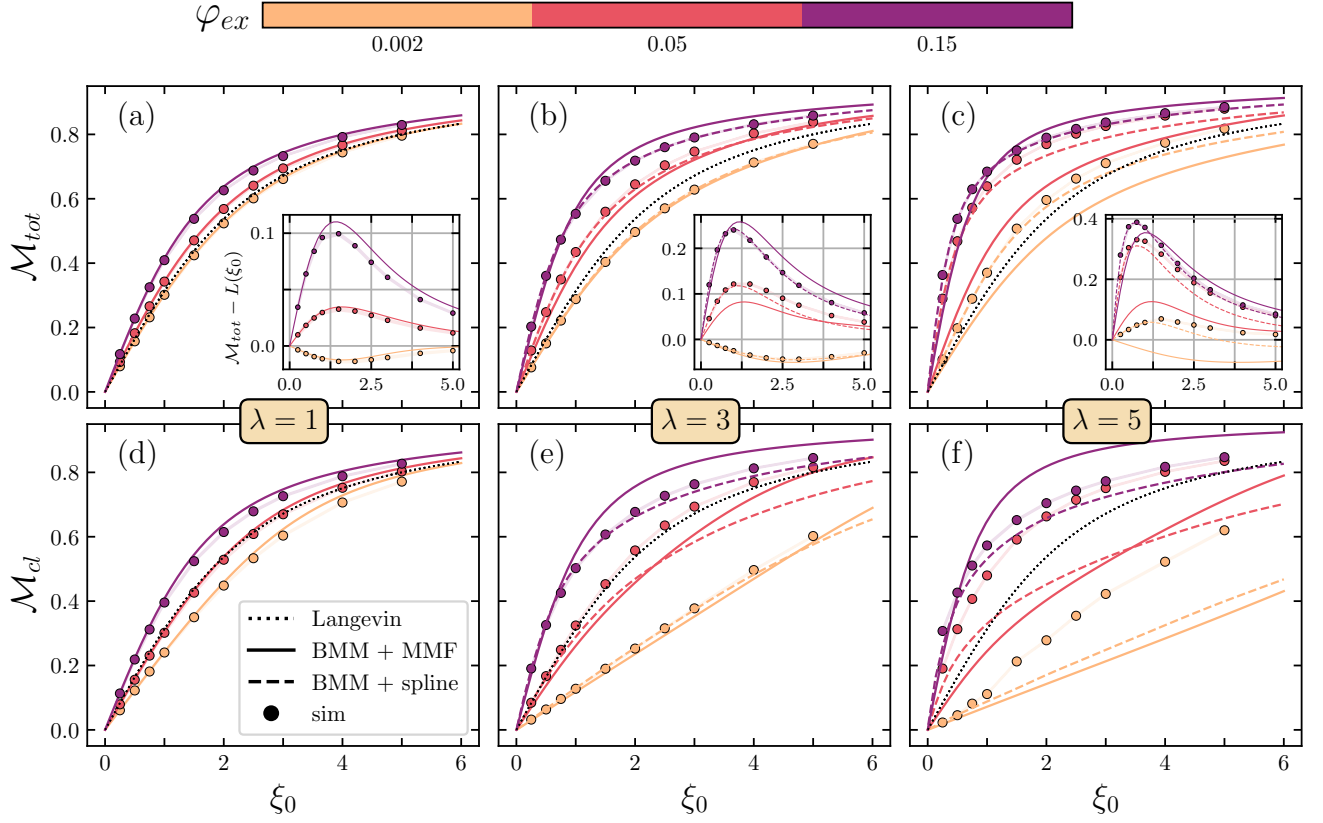 φ_ex
0.002 0.05 0.15
(a) (b) (c)
M_tot
0.8
0.6
0.4
0.2
0.0
M_tot − L(ξ_0)
0.1
0.0
0.0 2.5 5.0
0.2
0.1
0.0
0.0 2.5 5.0
0.4
0.2
0.0
0.0 2.5 5.0
λ = 1 λ = 3 λ = 5
(d) (e) (f)
M_cl
0.8
0.6
0.4
0.2
0.0
Langevin
BMM + MMF
BMM + spline
sim
0 2 4 6 0 2 4 6 0 2 4 6
ξ_0 ξ_0 ξ_0